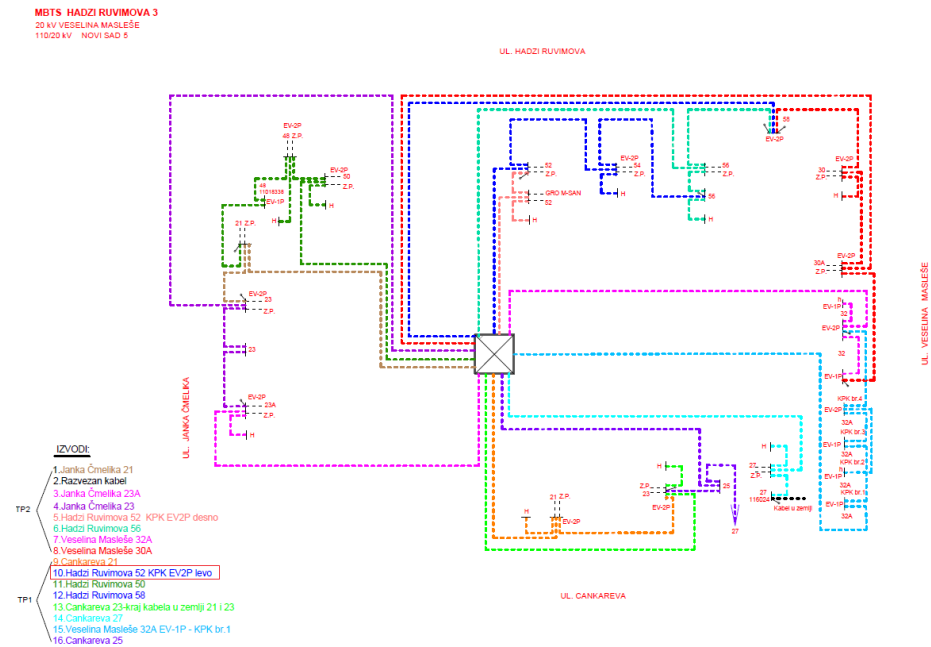 MBTS HADZI RUVIMOVA 3
20 kV VESELINA MASLEŠE
110/20 kV NOVI SAD 5
UL. HADZI RUVIMOVA
58
EV-2P
EV-2P
48 Z.P.
EV-2P
50
Z.P.
48
11018338
EV-1P
H
H
21 Z.P.
52
Z.P.
GRO M-SAN
52
H
EV-2P
54
Z.P.
H
56
Z.P.
56
H
EV-2P
30
Z.P.
H
EV-2P
30A
Z.P.
EV-2P
23
Z.P.
23
EV-2P
23A
Z.P.
H
h
EV-1P
32
EV-2P
32
EV-1P
KPK br.4
EV-2P
32A
KPK br.3
EV-1P
32A
KPK br.2
h
EV-1P
32A
KPK br.1
EV-1P
32A
UL. VESELINA MASLEŠE
UL. JANKA ČMELIKA
H
Z.P.
23
EV-2P
25
27
H
27
Z.P.
27
116024
Kabel u zemlji
21 Z.P.
H
EV-2P
UL. CANKAREVA
IZVODI:
TP2
1.Janka Čmelika 21
2.Razvezan kabel
3.Janka Čmelika 23A
4.Janka Čmelika 23
5.Hadzi Ruvimova 52 KPK EV2P desno
6.Hadzi Ruvimova 56
7.Veselina Masleše 32A
8.Veselina Masleše 30A
TP1
9.Cankareva 21
10.Hadzi Ruvimova 52 KPK EV2P levo
11.Hadzi Ruvimova 50
12.Hadzi Ruvimova 58
13.Cankareva 23-kraj kabela u zemlji 21 i 23
14.Cankareva 27
15.Veselina Masleše 32A EV-1P - KPK br.1
16.Cankareva 25